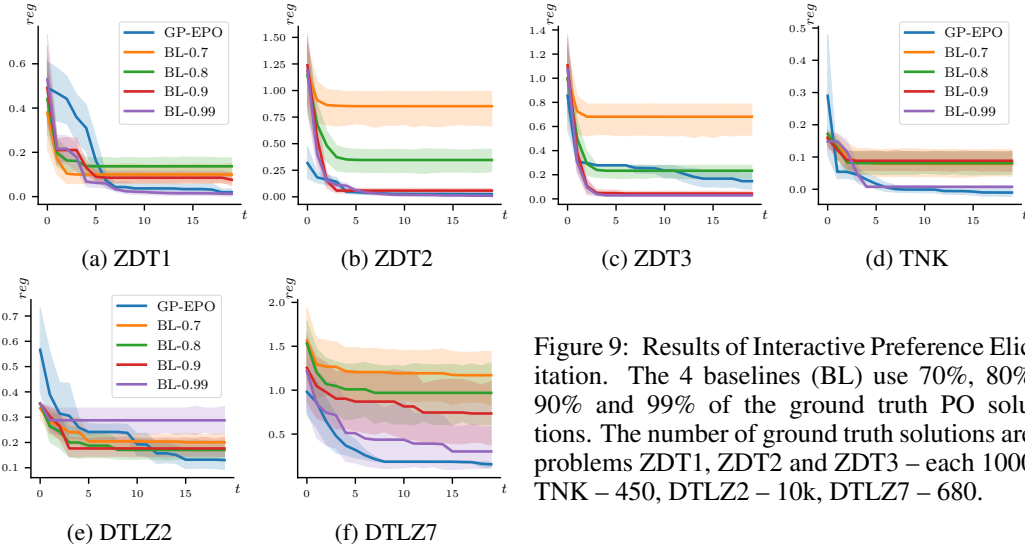 reg
0.6
0.4
0.2
0.0
0
5
10
15
t
GP-EPO
BL-0.7
BL-0.8
BL-0.9
BL-0.99
(a) ZDT1
reg
1.50
1.25
1.00
0.75
0.50
0.25
0.00
0
5
10
15
t
(b) ZDT2
reg
1.4
1.2
1.0
0.8
0.6
0.4
0.2
0.0
0
5
10
15
t
(c) ZDT3
reg
0.5
0.4
0.3
0.2
0.1
0.0
0
5
10
15
t
GP-EPO
BL-0.7
BL-0.8
BL-0.9
BL-0.99
(d) TNK
reg
0.7
0.6
0.5
0.4
0.3
0.2
0.1
0
5
10
15
t
GP-EPO
BL-0.7
BL-0.8
BL-0.9
BL-0.99
(e) DTLZ2
reg
2.0
1.5
1.0
0.5
0
5
10
15
t
(f) DTLZ7
Figure 9: Results of Interactive Preference Elic
itation. The 4 baselines (BL) use 70%, 80%
90% and 99% of the ground truth PO solu
tions. The number of ground truth solutions are
problems ZDT1, ZDT2 and ZDT3 – each 1000
TNK – 450, DTLZ2 – 10k, DTLZ7 – 680.